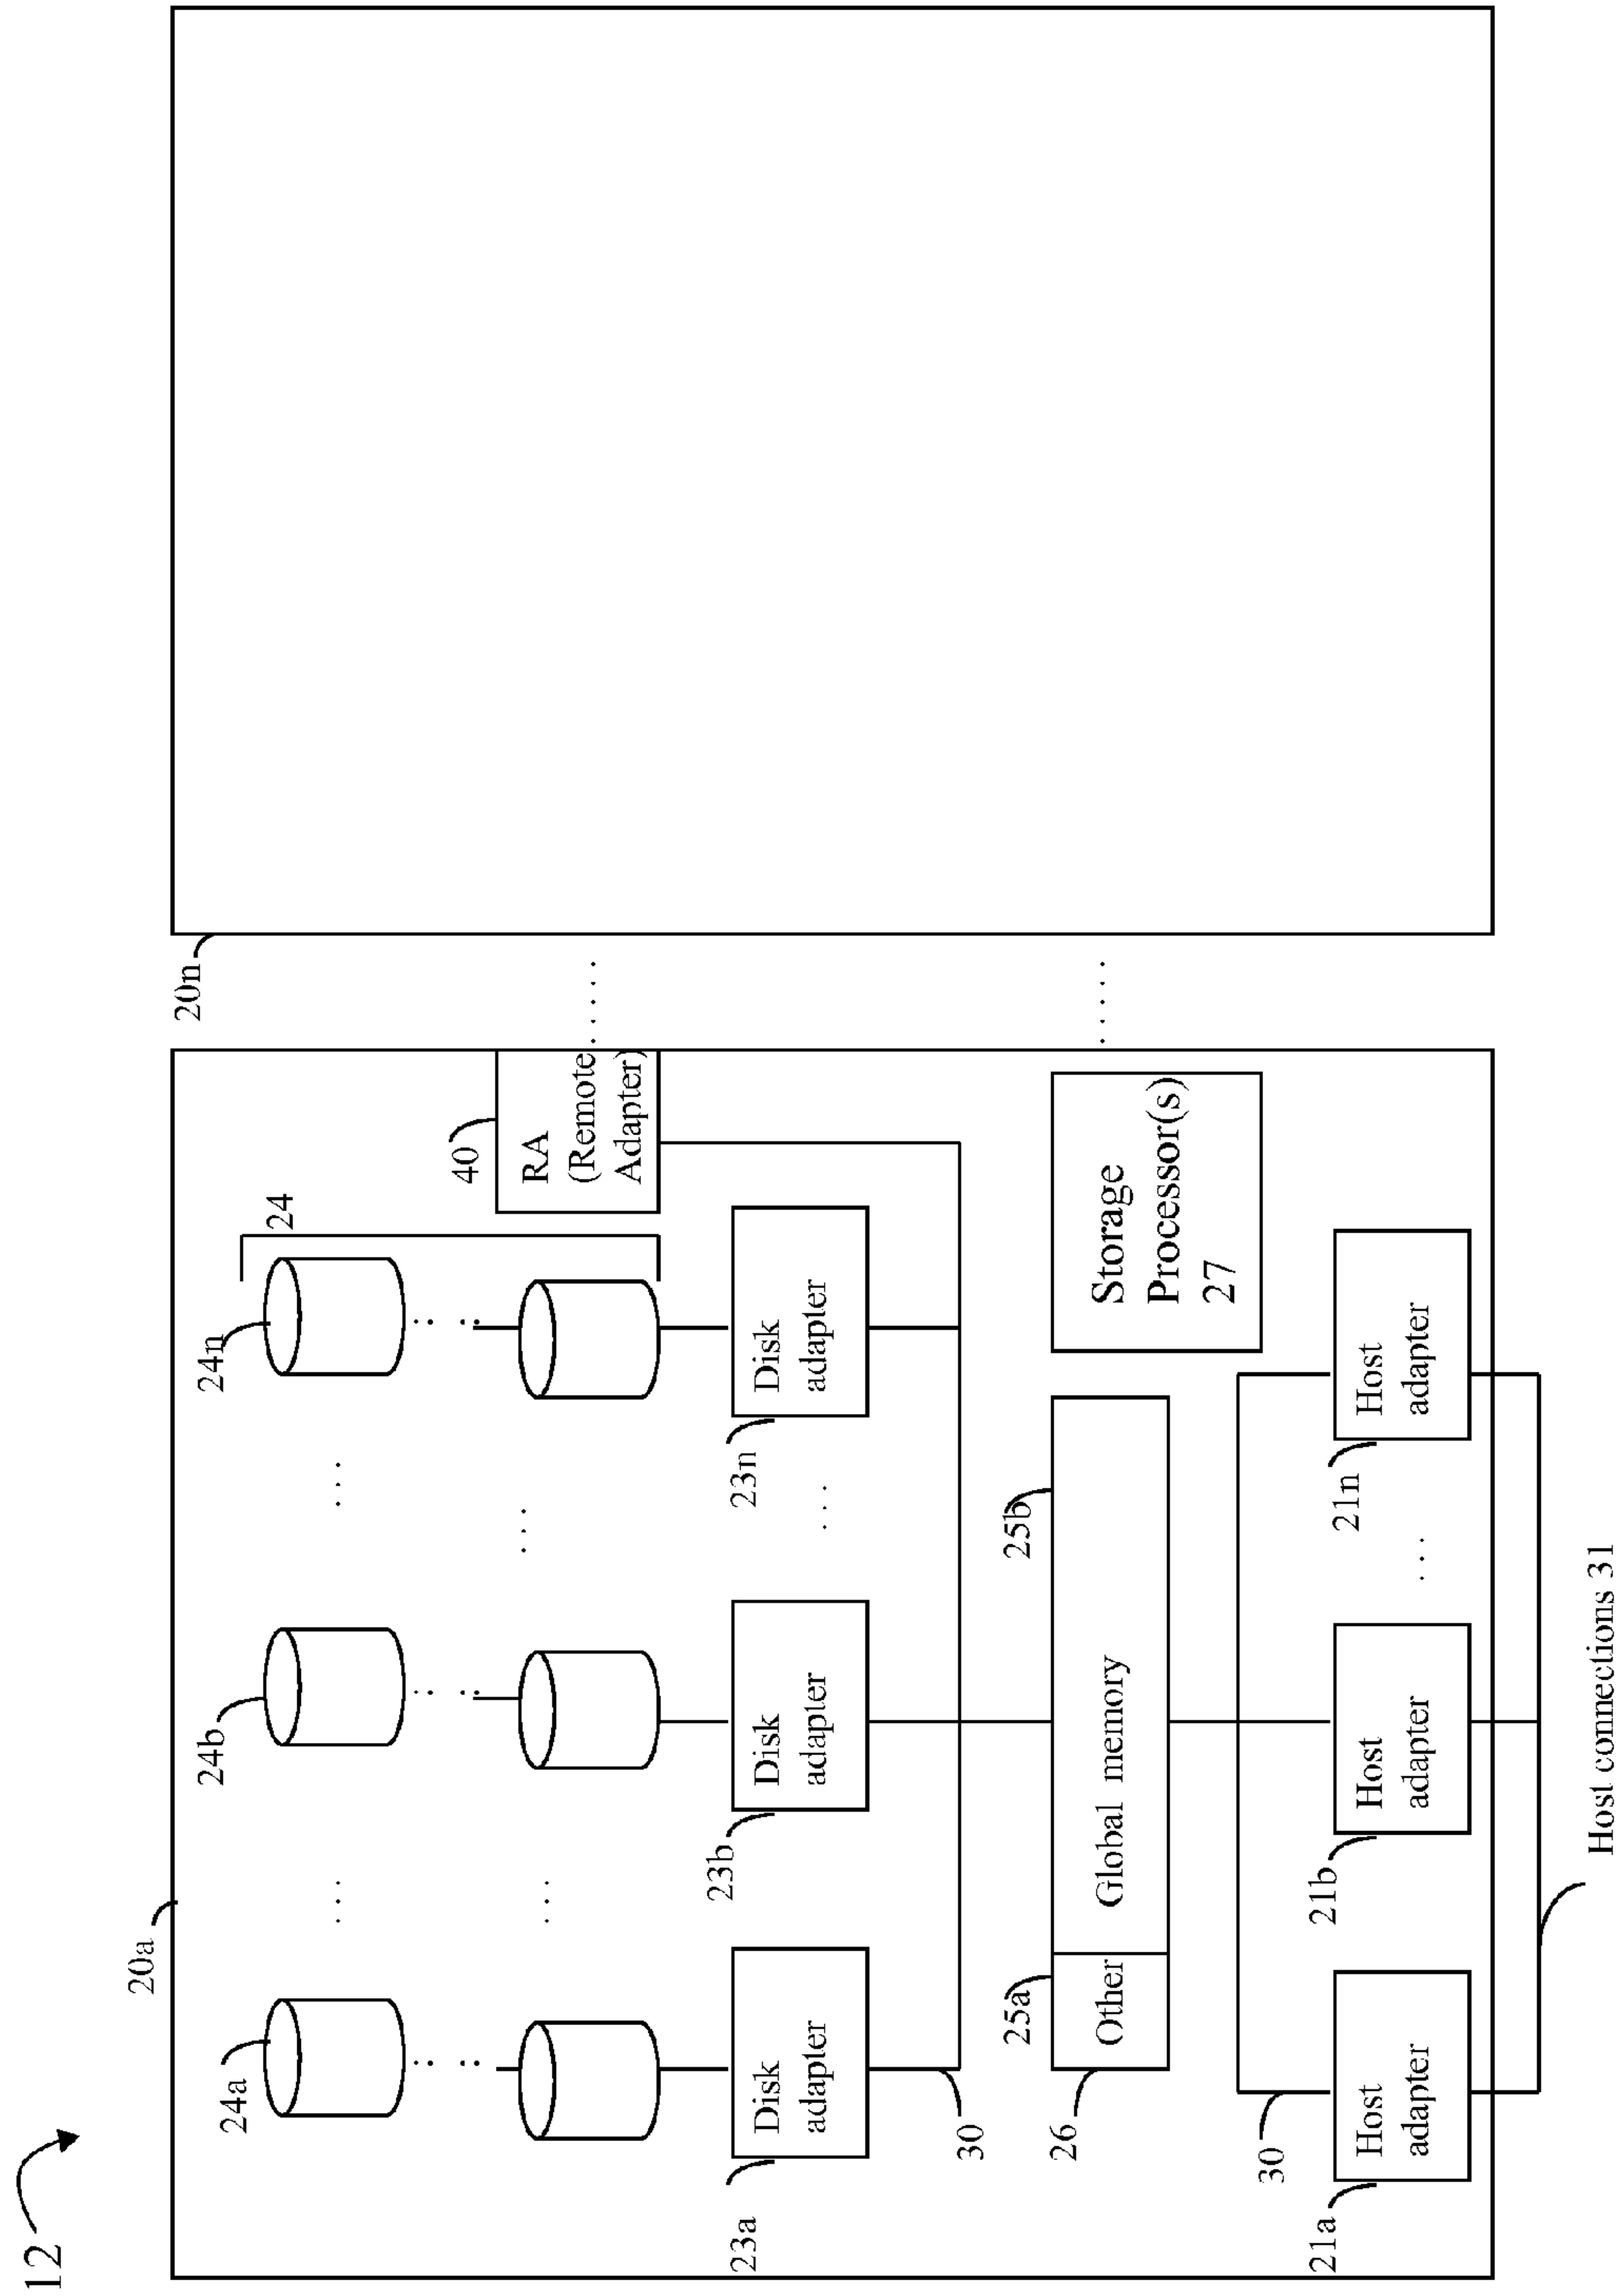 12
20a
20n
24a
24b
24n
24
40
RA
(Remote
Adapter)
. . . . .
. . .
. . .
. . .
. . .
23a
Disk
adapter
23b
Disk
adapter
. . .
23n
Disk
adapter
30
25a
25b
26
Other
Global memory
Storage
Processor(s)
27
. . . . .
30
21a
Host
adapter
21b
Host
adapter
. . .
21n
Host
adapter
Host connections 31